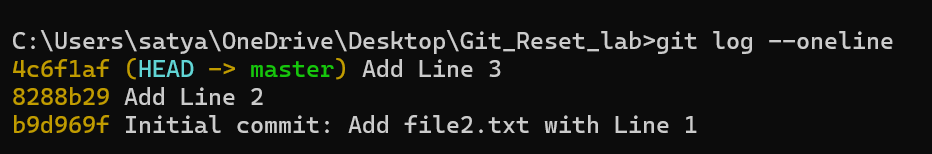 C:\Users\satya\OneDrive\Desktop\Git_Reset_lab>git log --oneline
4c6f1af (HEAD -> master) Add Line 3
8288b29 Add Line 2
b9d969f Initial commit: Add file2.txt with Line 1